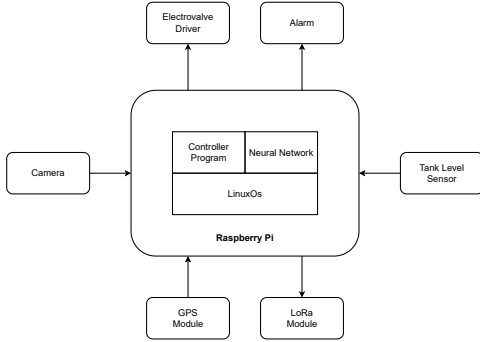 Electrovalve
Driver
Alarm
Controller
Program
Neural Network
Camera
Tank Level
Sensor
LinuxOs
Raspberry Pi
GPS
Module
LoRa
Module